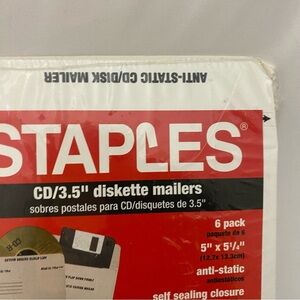 ANTI-STATIC CD/DISK MAILER
STAPLES®
CD/3.5" diskette mailers
sobres postales para CD/disquetes de 3.5"
6 pack
paquete de 6
5" x 5¼"
(12.7x 13.3cm)
anti-static
antiestáticos
self sealing closure